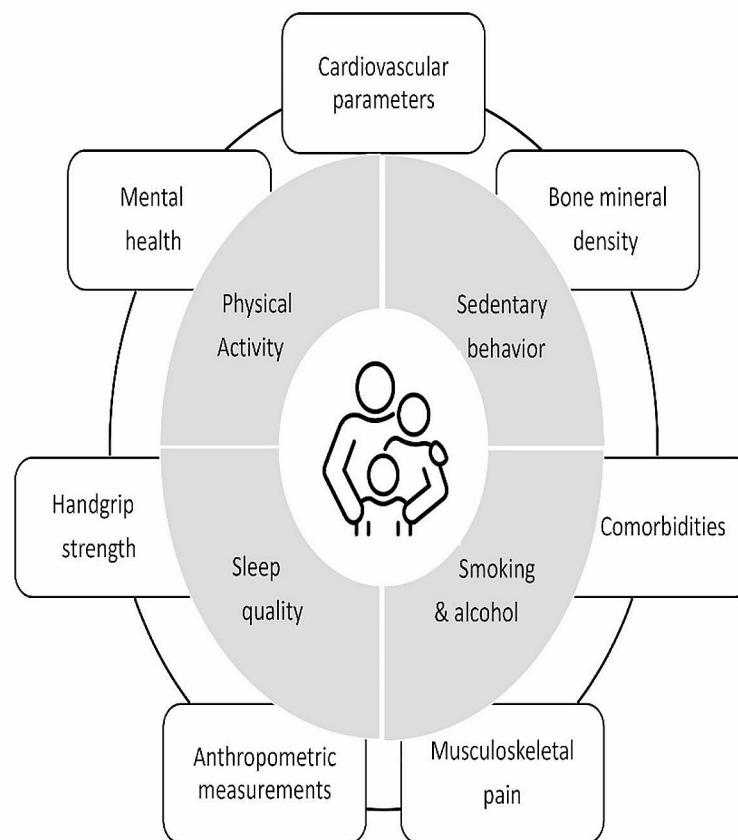 Cardiovascular
parameters
Mental
health
Bone mineral
density
Physical
Activity
Sedentary
behavior
Handgrip
strength
Comorbidities
Sleep
quality
Smoking
& alcohol
Anthropometric
measurements
Musculoskeletal
pain